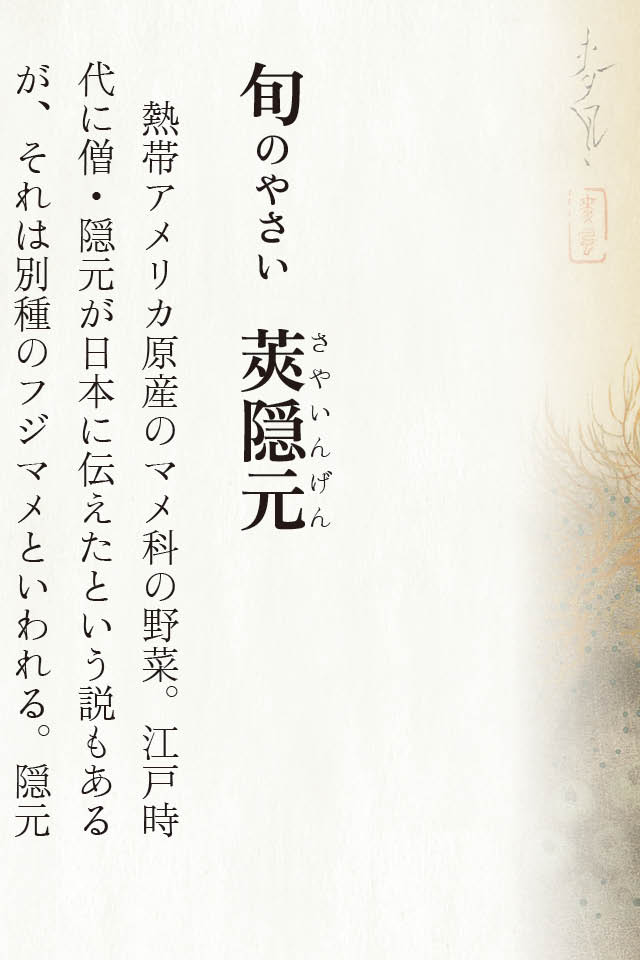 旬のやさい　莢隠元
さやいんげん
熱帯アメリカ原産のマメ科の野菜。江戸時
代に僧・隠元が日本に伝えたという説もある
が、それは別種のフジマメといわれる。隠元